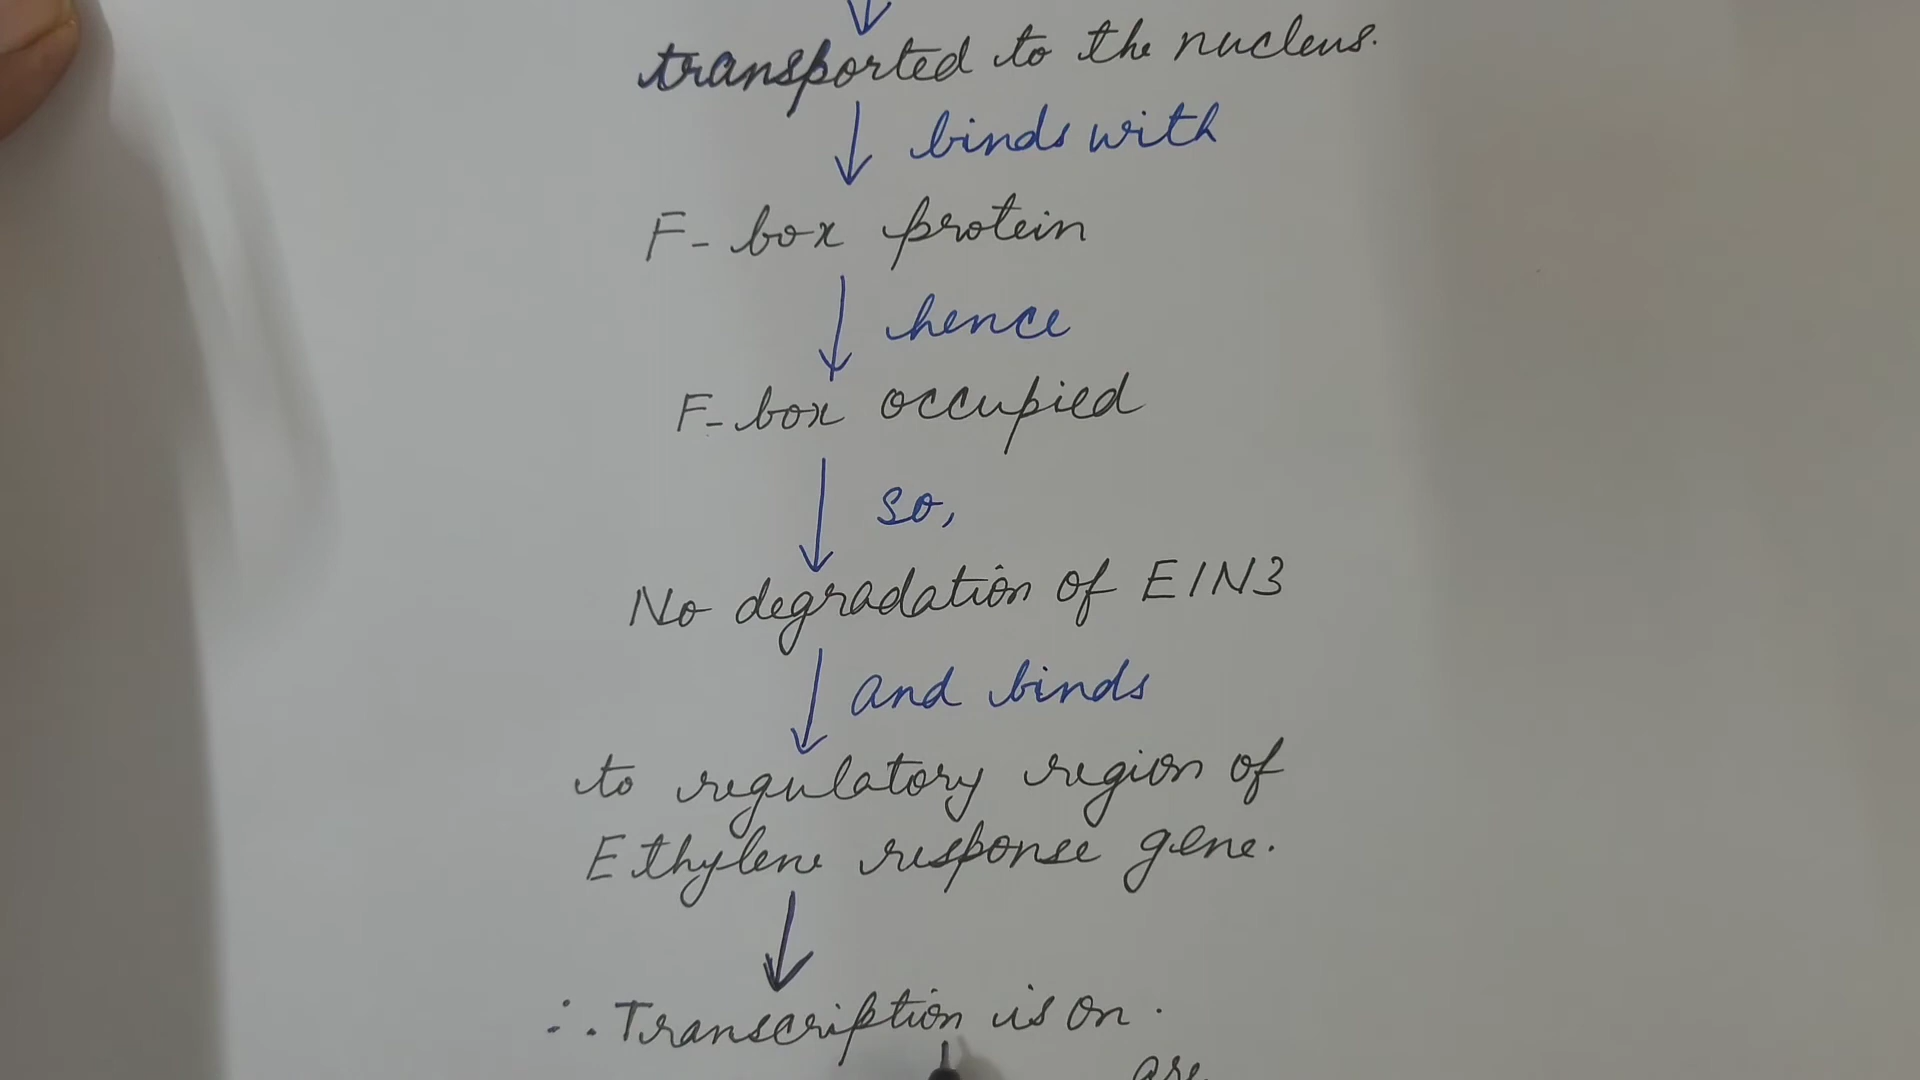 transported to the nucleus.
binds with
F- box protein
hence
F- box occupied
so,
No degradation of EIN3
and binds
to regulatory region of
Ethylene response gene.
∴ Transcription is on.
are